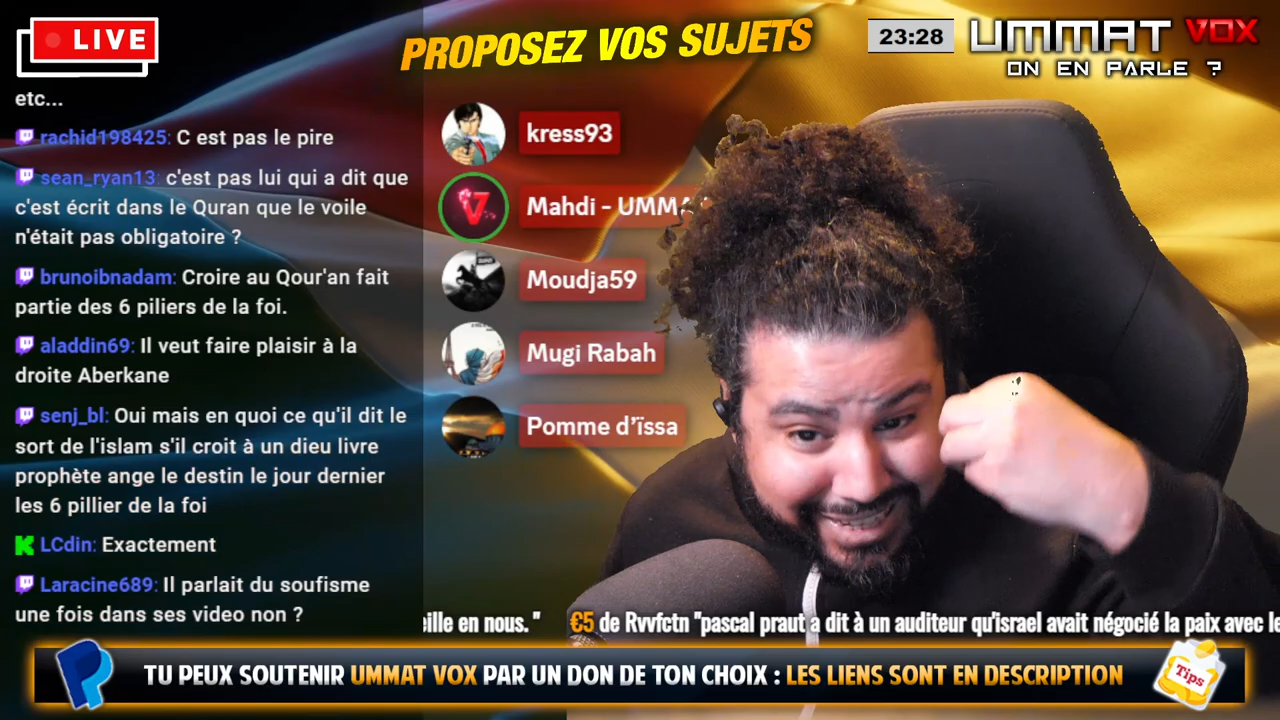 LIVE
PROPOSEZ VOS SUJETS
23:28
UMMAT VOX
ON EN PARLE ?
etc...
rachid198425: C est pas le pire
sean_ryan13: c'est pas lui qui a dit que
c'est écrit dans le Quran que le voile
n'était pas obligatoire ?
brunoibnadam: Croire au Qour'an fait
partie des 6 piliers de la foi.
aladdin69: Il veut faire plaisir à la
droite Aberkane
senj_bl: Oui mais en quoi ce qu'il dit le
sort de l'islam s'il croit à un dieu livre
prophète ange le destin le jour dernier
les 6 pillier de la foi
LCdin: Exactement
Laracine689: Il parlait du soufisme
une fois dans ses video non ?
kress93
Mahdi - UMM
Moudja59
Mugi Rabah
Pomme d'ïssa
eille en nous. " €5 de Rvvfctn "pascal praut a dit à un auditeur qu'israel avait négocié la paix avec le
TU PEUX SOUTENIR UMMAT VOX PAR UN DON DE TON CHOIX : LES LIENS SONT EN DESCRIPTION
Tips